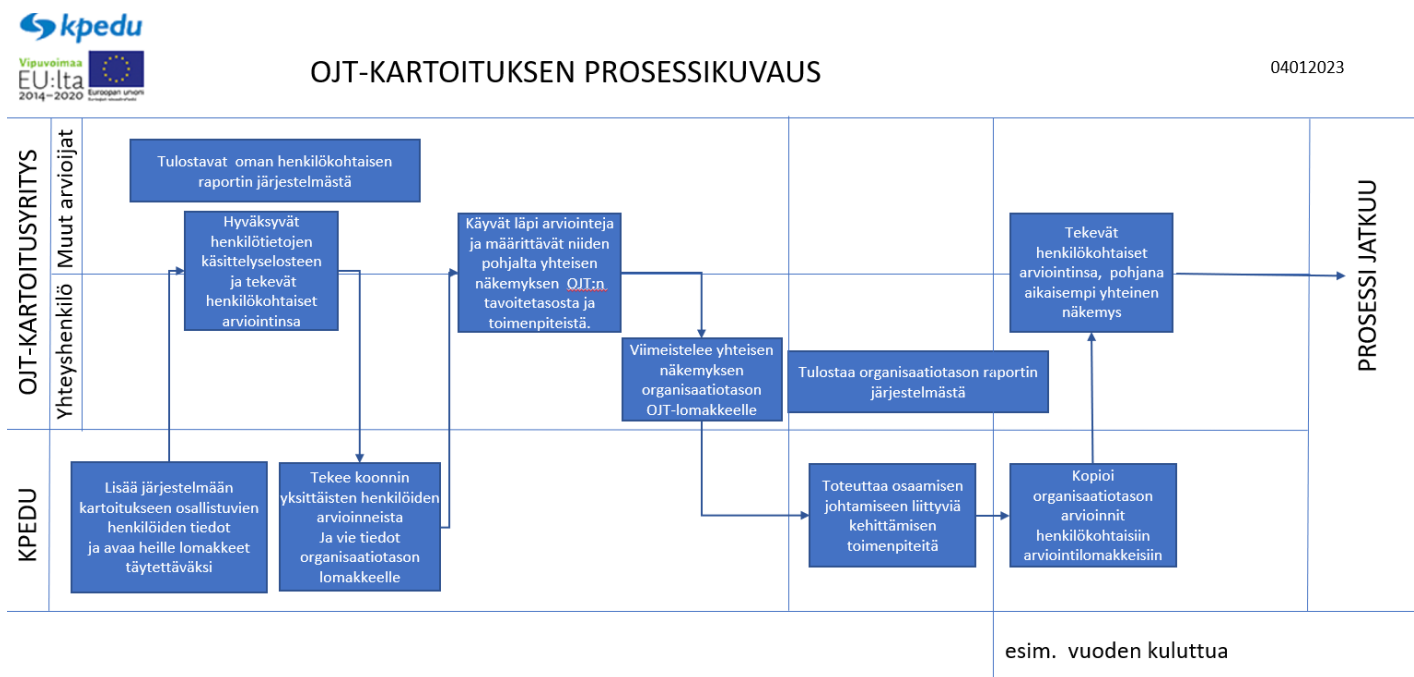 kpedu
Vipuvoimaa
EU:lta
2014–2020
Euroopan unioni
Euroopan sosiaalirahasto
OJT-KARTOITUKSEN PROSESSIKUVAUS
04012023
OJT-KARTOITUSYRITYS
Muut arvioijat
Yhteyshenkilö
KPEDU
Tulostavat oman henkilökohtaisen
raportin järjestelmästä
Hyväksyvät
henkilötietojen
käsittelyselosteen
ja tekevät
henkilökohtaiset
arviointinsa
Käyvät läpi arviointeja
ja määrittävät niiden
pohjalta yhteisen
näkemyksen OJT:n
tavoitetasosta ja
toimenpiteistä.
Tekevät
henkilökohtaiset
arviointinsa, pohjana
aikaisempi yhteinen
näkemys
PROSESSI JATKUU
Viimeistelee yhteisen
näkemyksen
organisaatiotason
OJT-lomakkeelle
Tulostaa organisaatiotason raportin
järjestelmästä
Lisää järjestelmään
kartoitukseen osallistuvien
henkilöiden tiedot
ja avaa heille lomakkeet
täytettäväksi
Tekee koonnin
yksittäisten henkilöiden
arvioinneista
Ja vie tiedot
organisaatiotason
lomakkeelle
Toteuttaa osaamisen
johtamiseen liittyviä
kehittämisen
toimenpiteitä
Kopioi
organisaatiotason
arvioinnit
henkilökohtaisiin
arviointilomakkeisiin
esim. vuoden kuluttua